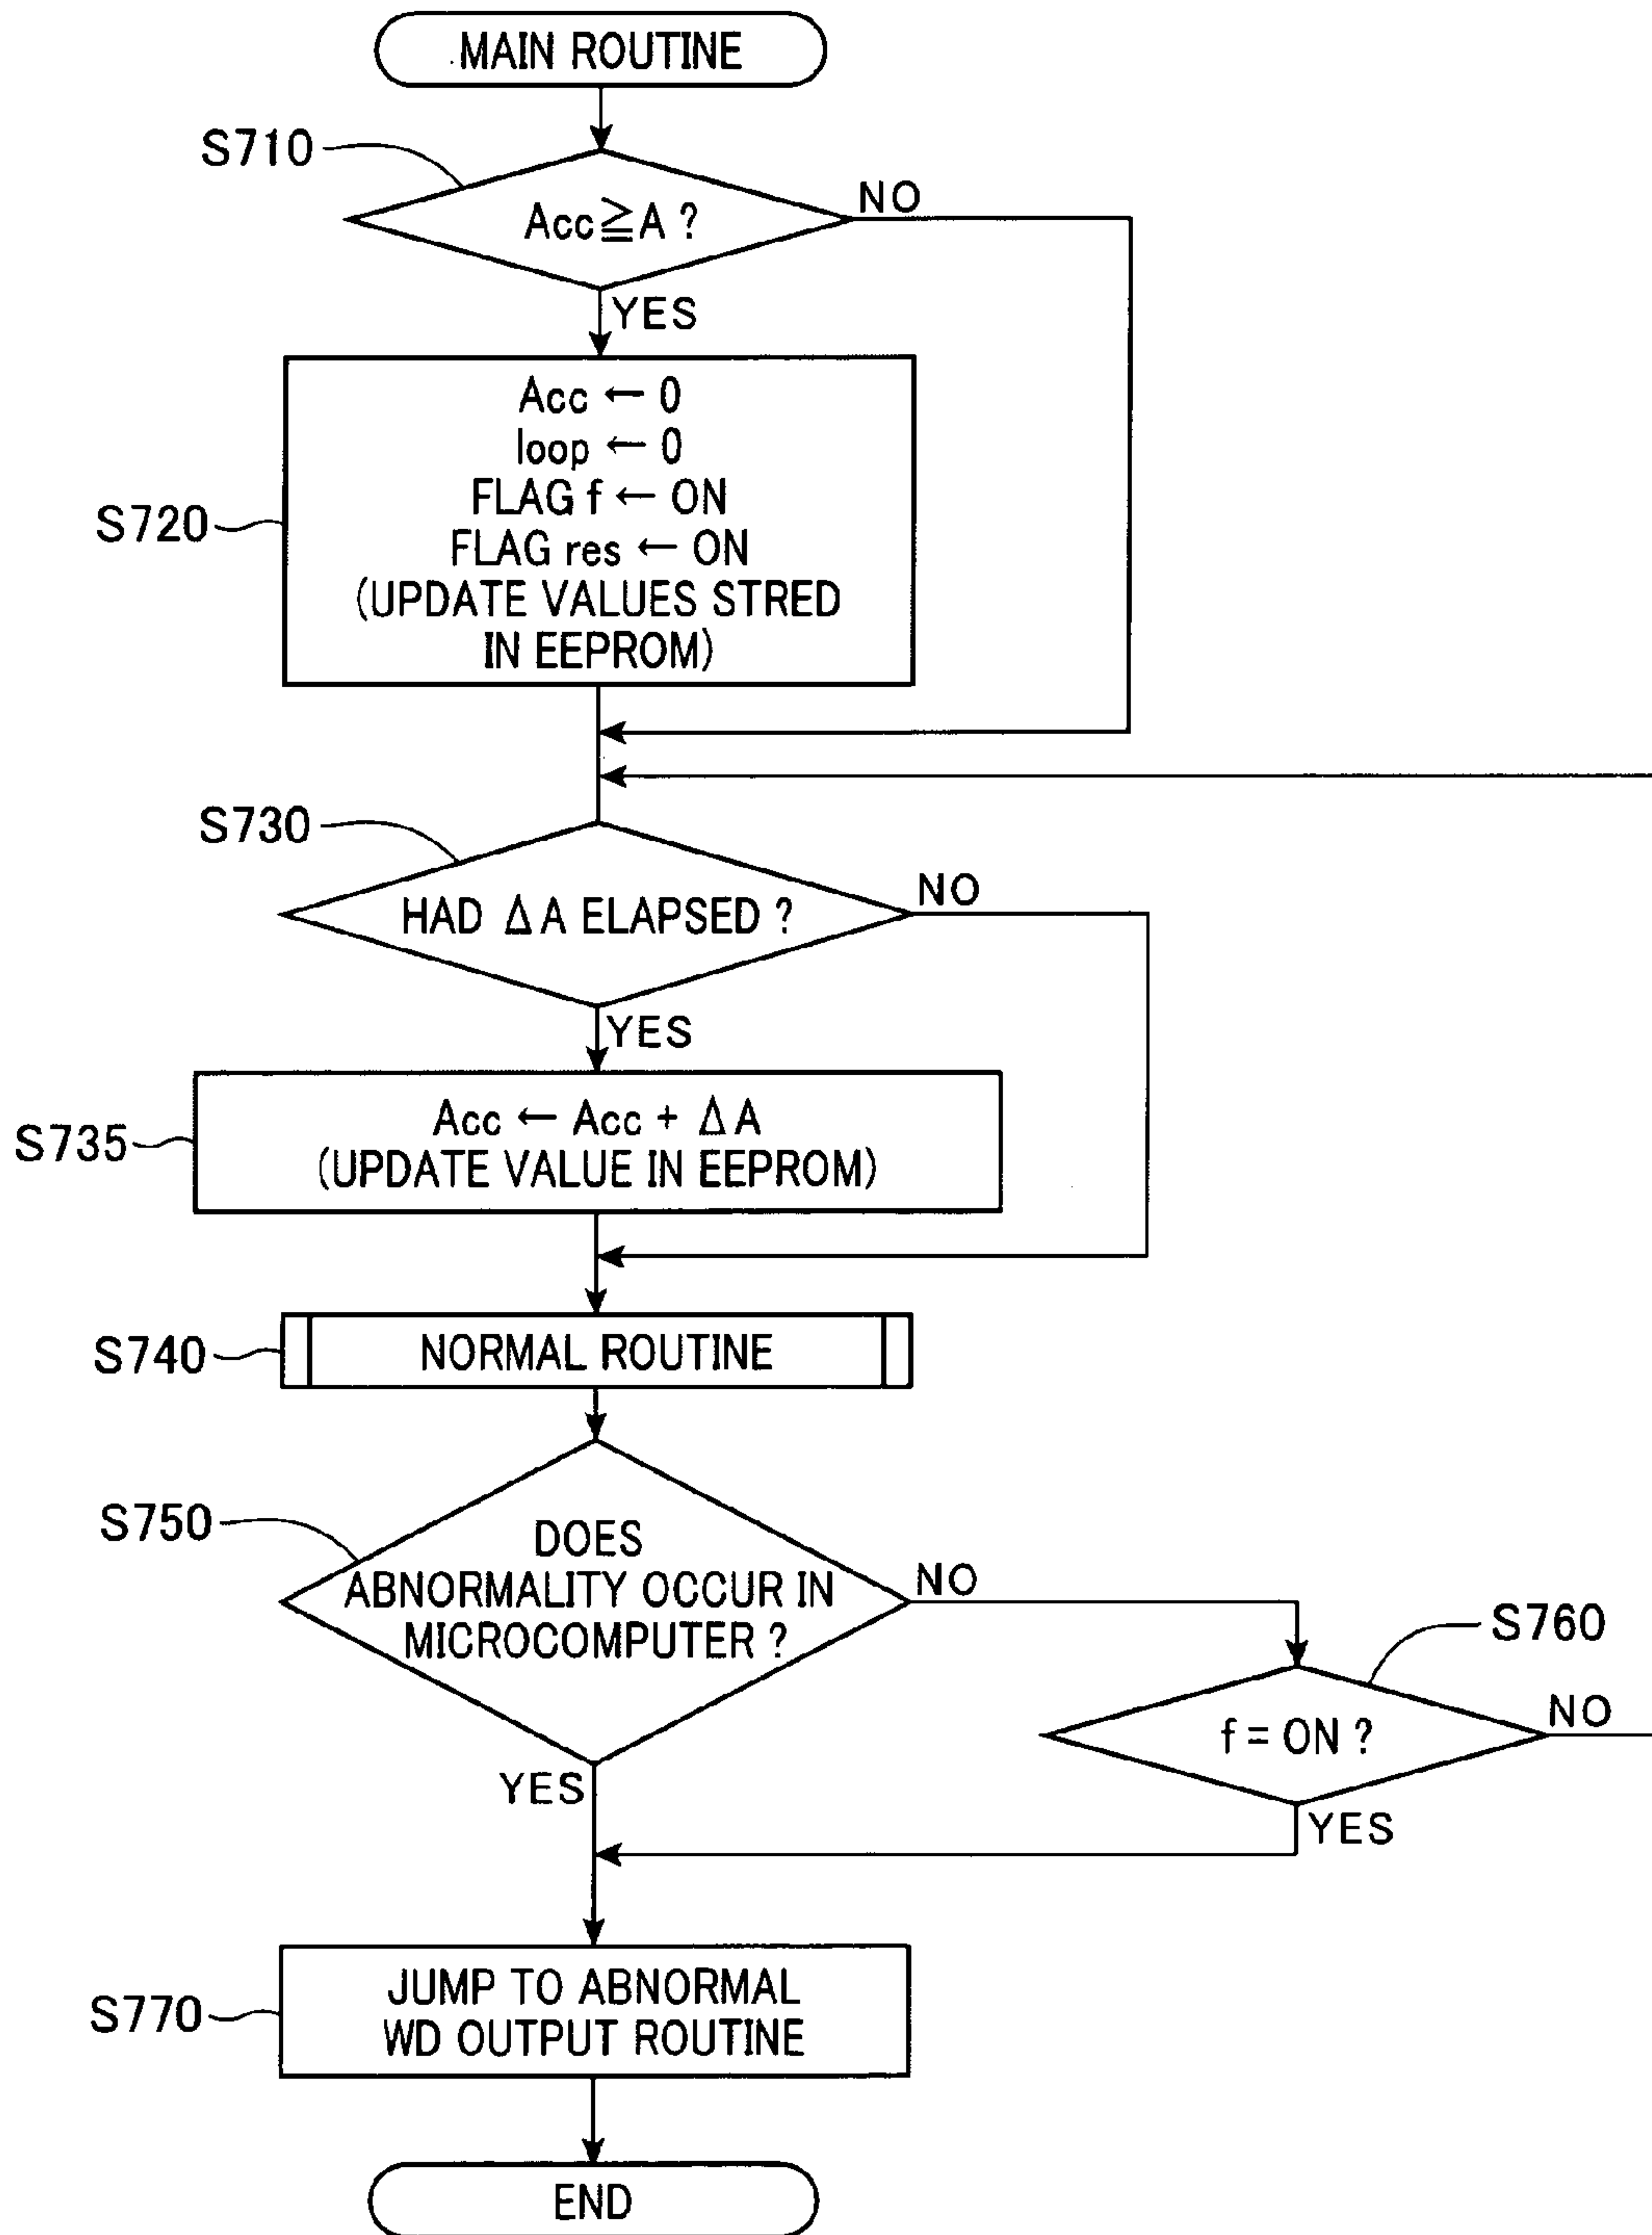 MAIN ROUTINE
S710
Acc≧A ?
NO
YES
S720
Acc ← 0
loop ← 0
FLAG f ← ON
FLAG res ← ON
(UPDATE VALUES STRED
IN EEPROM)
S730
HAD Δ A ELAPSED ?
NO
YES
S735
Acc ← Acc + Δ A
(UPDATE VALUE IN EEPROM)
S740
NORMAL ROUTINE
S750
DOES
ABNORMALITY OCCUR IN
MICROCOMPUTER ?
NO
YES
S760
f = ON ?
NO
YES
S770
JUMP TO ABNORMAL
WD OUTPUT ROUTINE
END